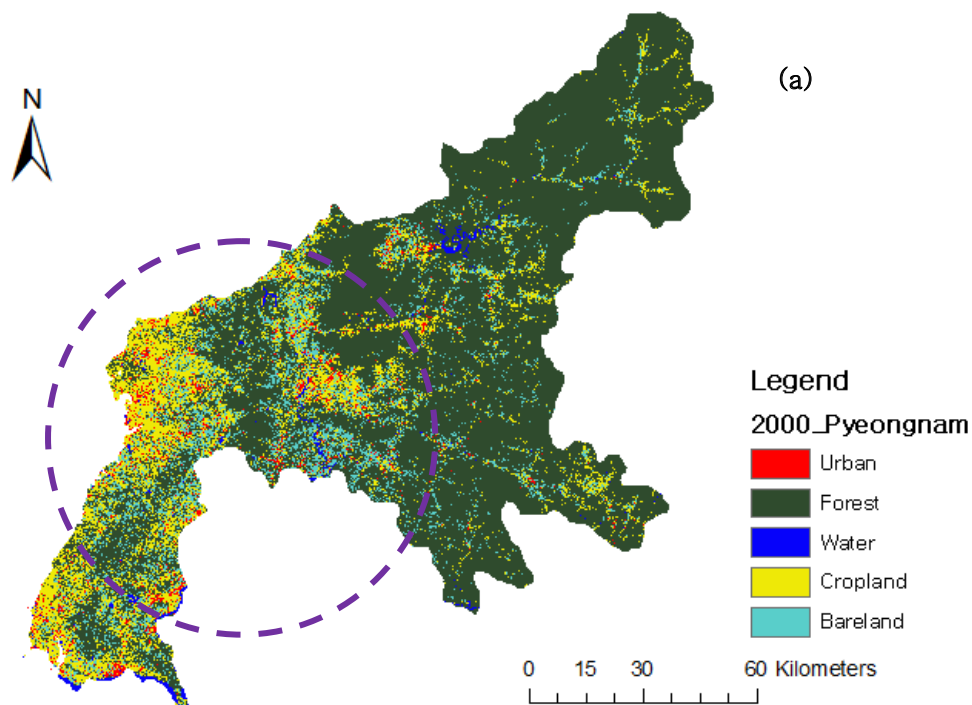 (a)
N
Legend
2000_Pyeongnam
Urban
Forest
Water
Cropland
Bareland
0 15 30 60 Kilometers